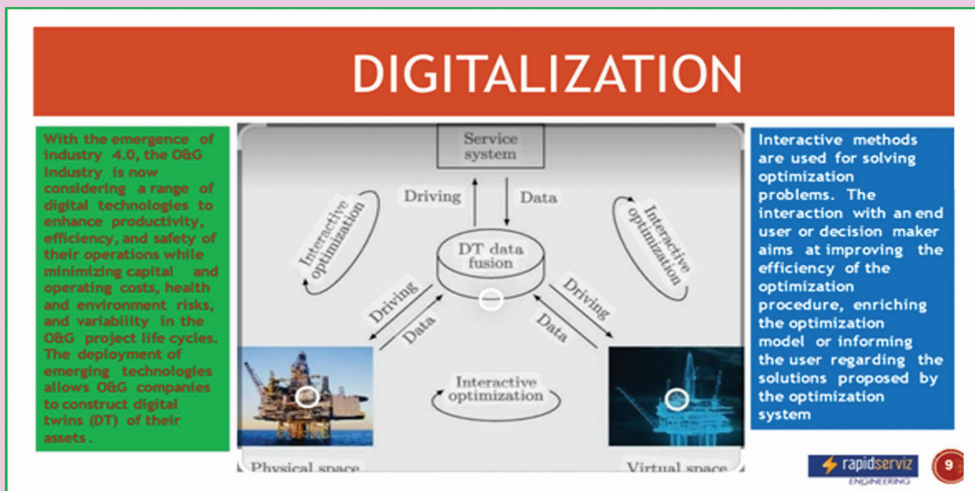 DIGITALIZATION
With the emergence of
industry 4.0, the O&G
industry is now
considering a range of
digital technologies to
enhance productivity,
efficiency, and safety of
their operations while
minimizing capital and
operating costs, health
and environment risks,
and variability in the
O&G project life cycles.
The deployment of
emerging technologies
allows O&G companies
to construct digital
twins (DT) of their
assets.
Service
system
Driving
Data
Interactive
optimization
Interactive
optimization
DT data
fusion
Driving
Data
Driving
Data
Interactive
optimization
Physical space
Virtual space
Interactive methods
are used for solving
optimization
problems. The
interaction with an end
user or decision maker
aims at improving the
efficiency of the
optimization
procedure, enriching
the optimization
model or informing
the user regarding the
solutions proposed by
the optimization
system
rapidserviz
ENGINEERING
9